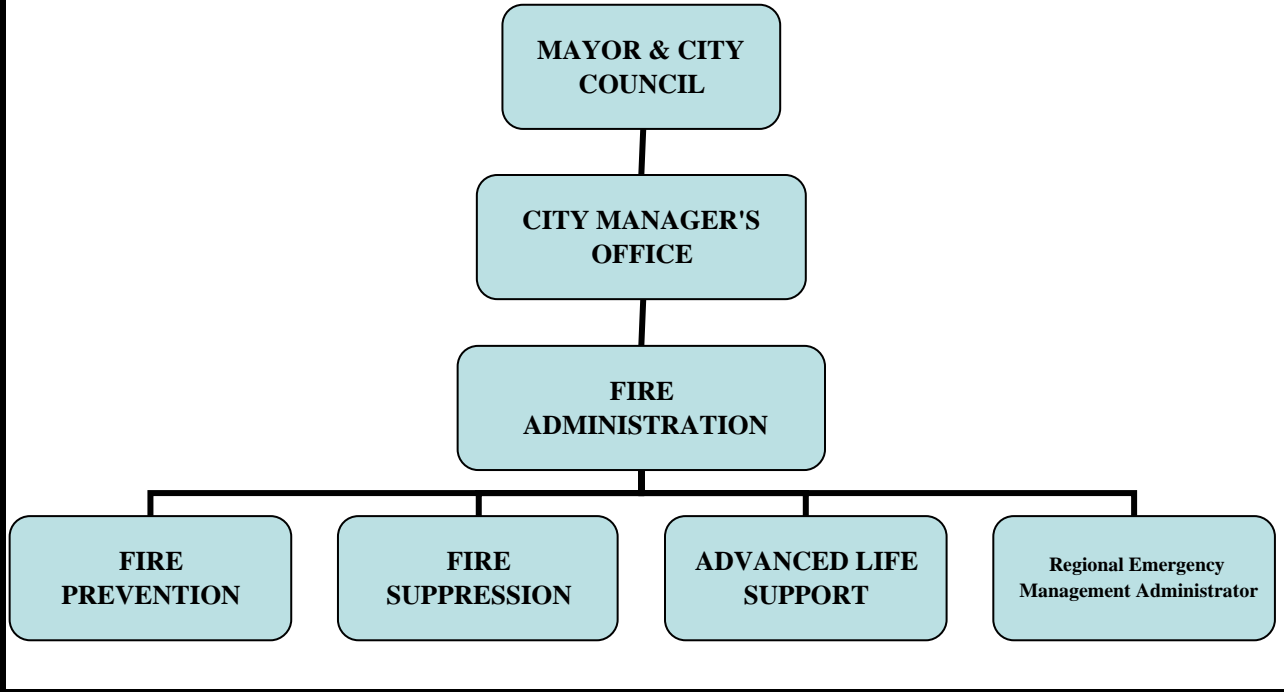 MAYOR & CITY
COUNCIL
CITY MANAGER'S
OFFICE
FIRE
ADMINISTRATION
FIRE
PREVENTION
FIRE
SUPPRESSION
ADVANCED LIFE
SUPPORT
Regional Emergency
Management Administrator